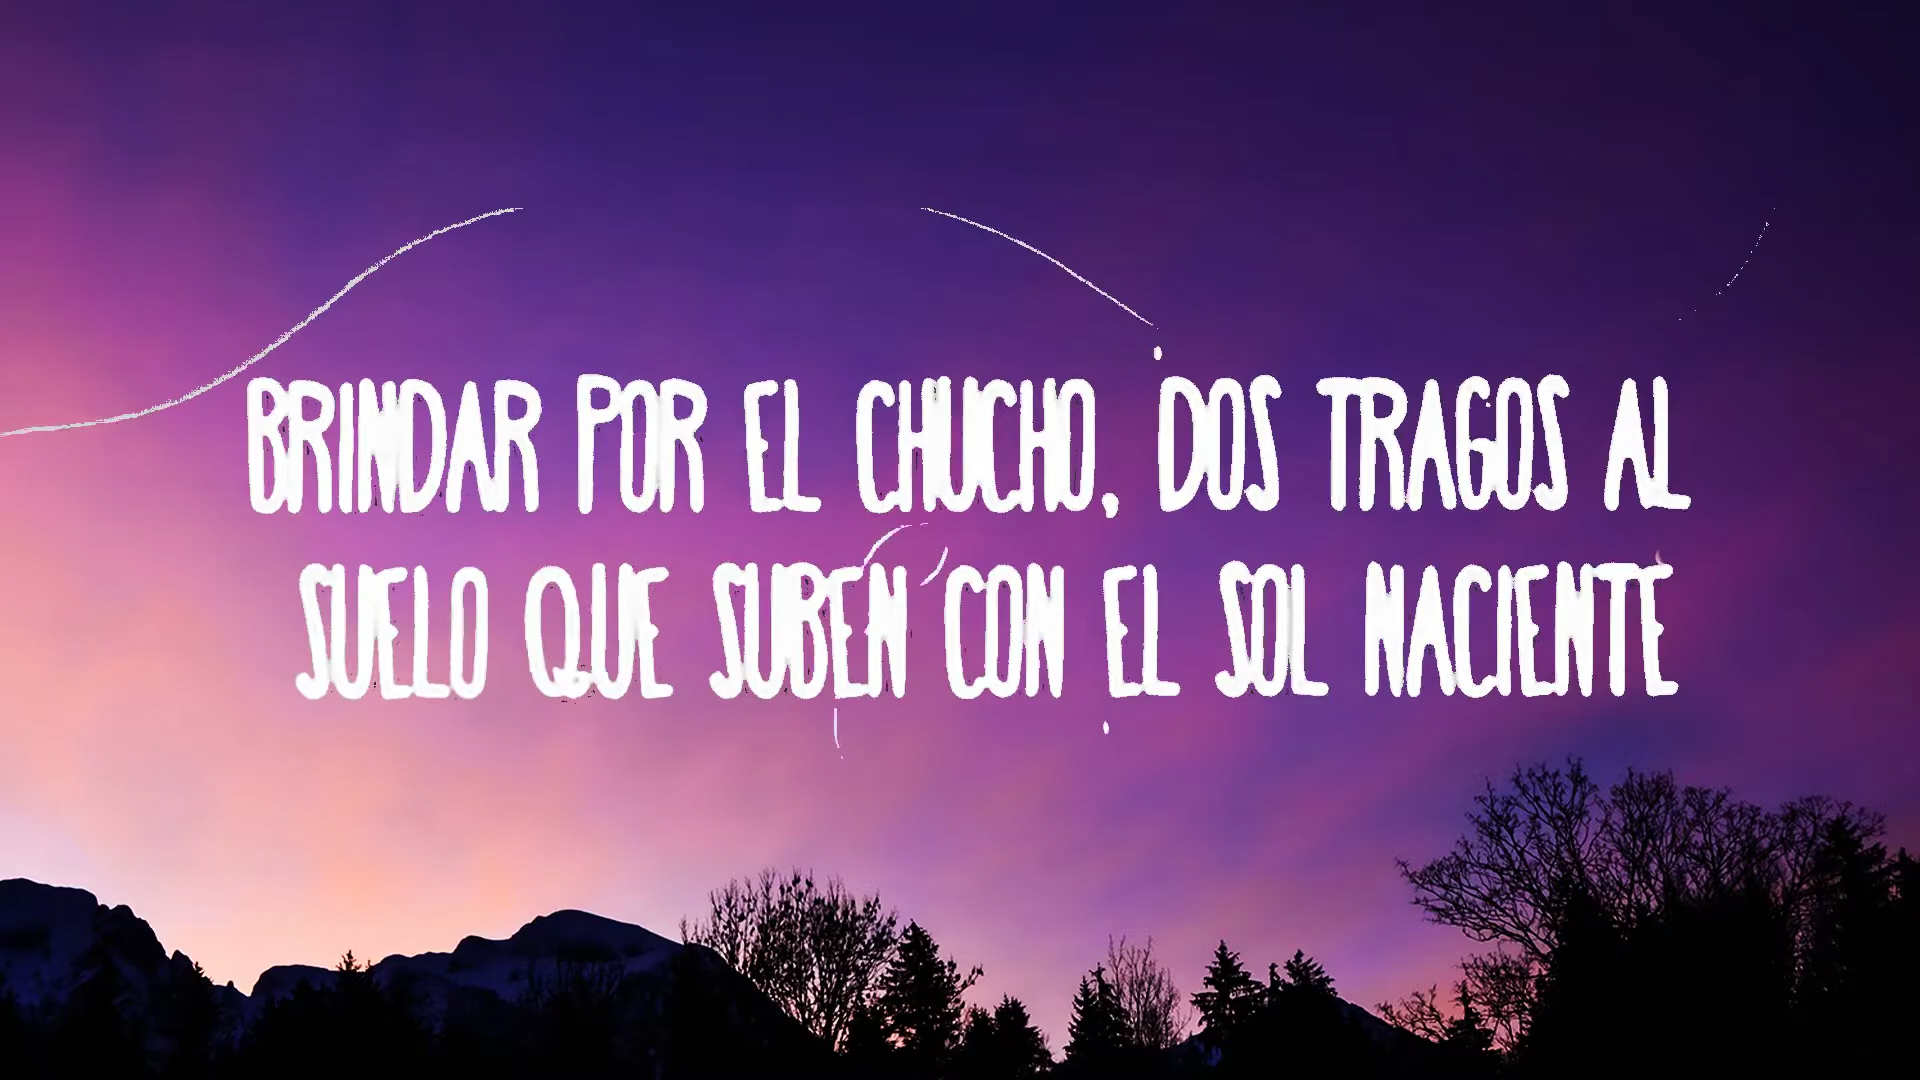 BRINDAR POR EL CHUCHO, DOS TRAGOS AL
SUELO QUE SUBEN CON EL SOL NACIENTE